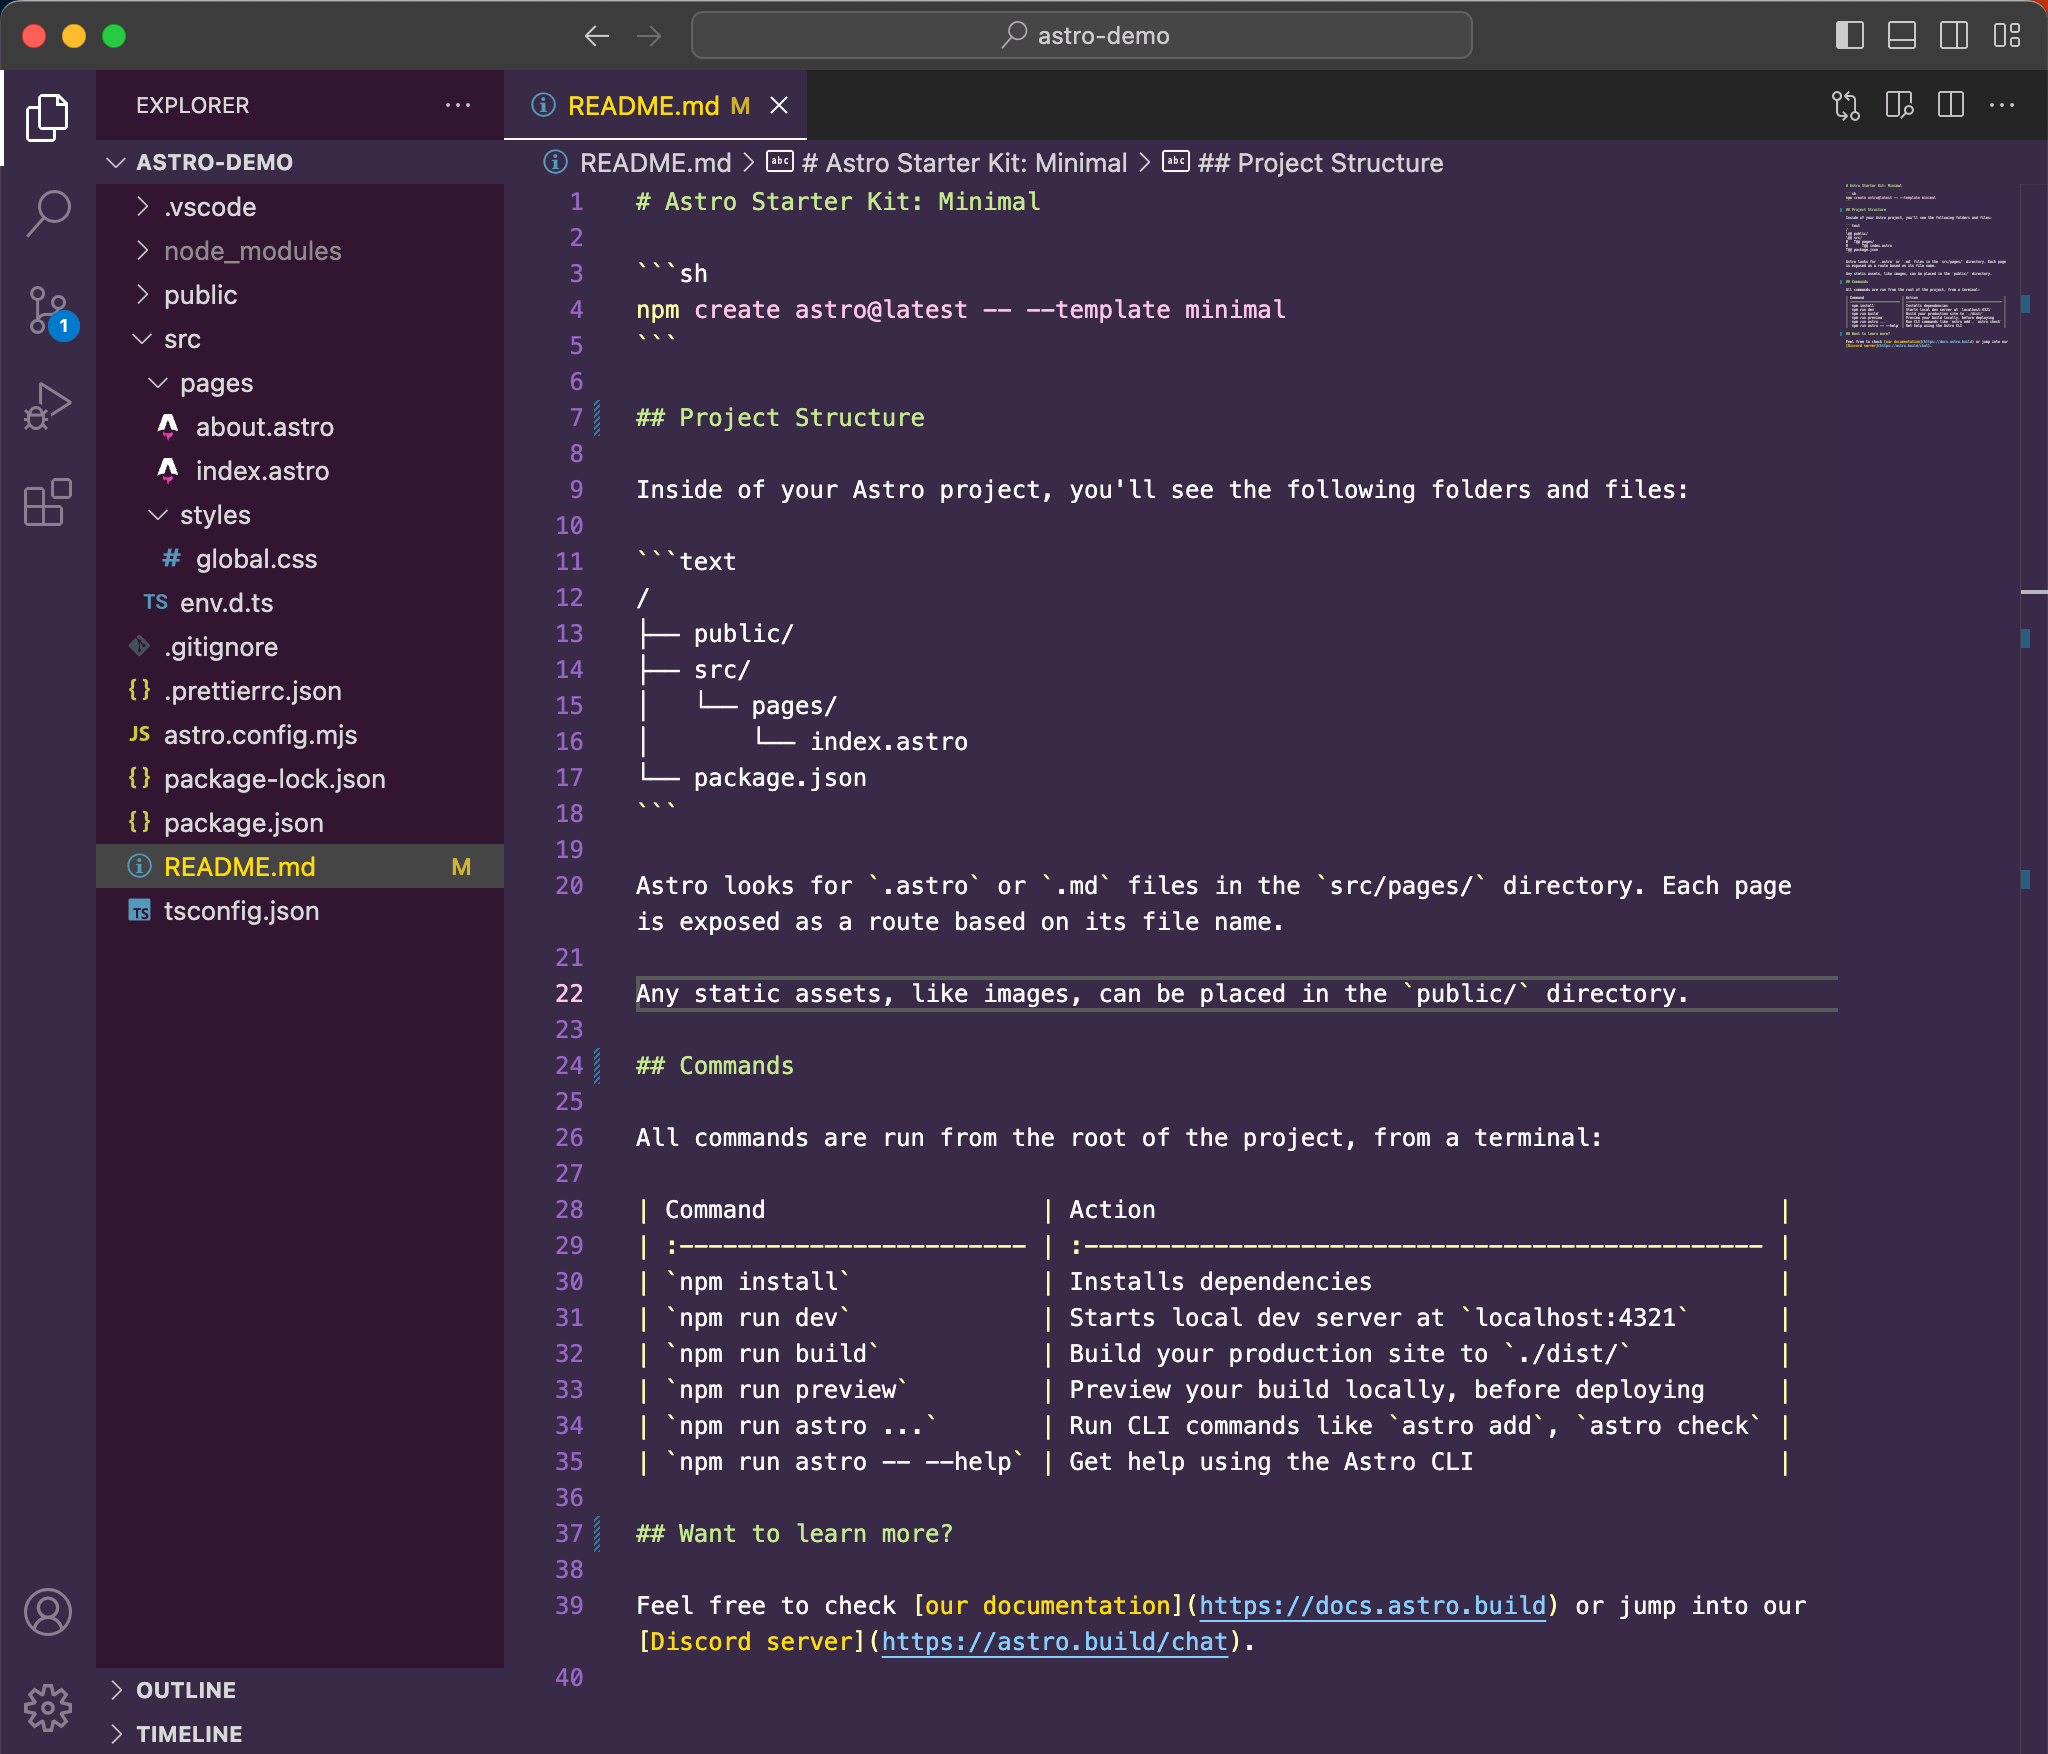 astro-demo
EXPLORER
README.md M
ASTRO-DEMO
.vscode
node_modules
public
src
pages
about.astro
index.astro
styles
# global.css
TS env.d.ts
.gitignore
{} .prettierrc.json
JS astro.config.mjs
{} package-lock.json
{} package.json
README.md M
TS tsconfig.json
OUTLINE
TIMELINE
1
README.md > abc # Astro Starter Kit: Minimal > abc ## Project Structure
1 # Astro Starter Kit: Minimal
2
3 ```sh
4 npm create astro@latest -- --template minimal
5 ```
6
7 ## Project Structure
8
9 Inside of your Astro project, you'll see the following folders and files:
10
11 ```text
12 /
13 ├── public/
14 ├── src/
15 │   └── pages/
16 │       └── index.astro
17 └── package.json
18 ```
19
20 Astro looks for `.astro` or `.md` files in the `src/pages/` directory. Each page
is exposed as a route based on its file name.
21
22 Any static assets, like images, can be placed in the `public/` directory.
23
24 ## Commands
25
26 All commands are run from the root of the project, from a terminal:
27
28 | Command                   | Action                                           |
29 | :------------------------ | :----------------------------------------------- |
30 | `npm install`             | Installs dependencies                            |
31 | `npm run dev`             | Starts local dev server at `localhost:4321`      |
32 | `npm run build`           | Build your production site to `./dist/`          |
33 | `npm run preview`         | Preview your build locally, before deploying     |
34 | `npm run astro ...`       | Run CLI commands like `astro add`, `astro check` |
35 | `npm run astro -- --help` | Get help using the Astro CLI                     |
36
37 ## Want to learn more?
38
39 Feel free to check [our documentation](https://docs.astro.build) or jump into our
[Discord server](https://astro.build/chat).
40